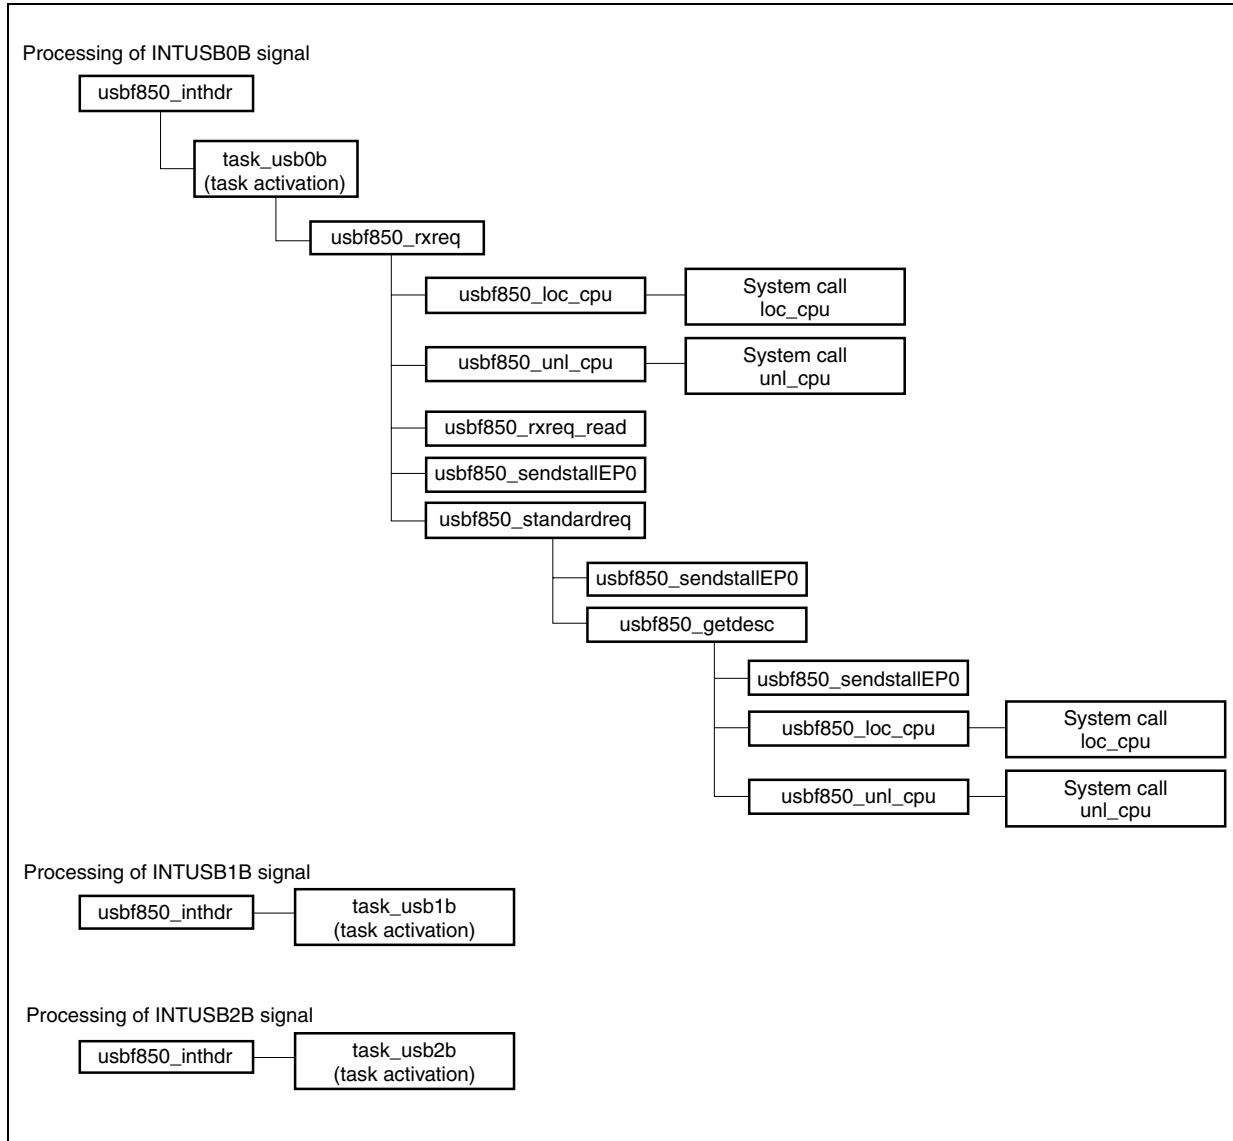 Processing of INTUSB0B signal
usbf850_inthdr
task_usb0b
(task activation)
usbf850_rxreq
usbf850_loc_cpu
System call
loc_cpu
usbf850_unl_cpu
System call
unl_cpu
usbf850_rxreq_read
usbf850_sendstallEP0
usbf850_standardreq
usbf850_sendstallEP0
usbf850_getdesc
usbf850_sendstallEP0
usbf850_loc_cpu
System call
loc_cpu
usbf850_unl_cpu
System call
unl_cpu
Processing of INTUSB1B signal
usbf850_inthdr
task_usb1b
(task activation)
Processing of INTUSB2B signal
usbf850_inthdr
task_usb2b
(task activation)